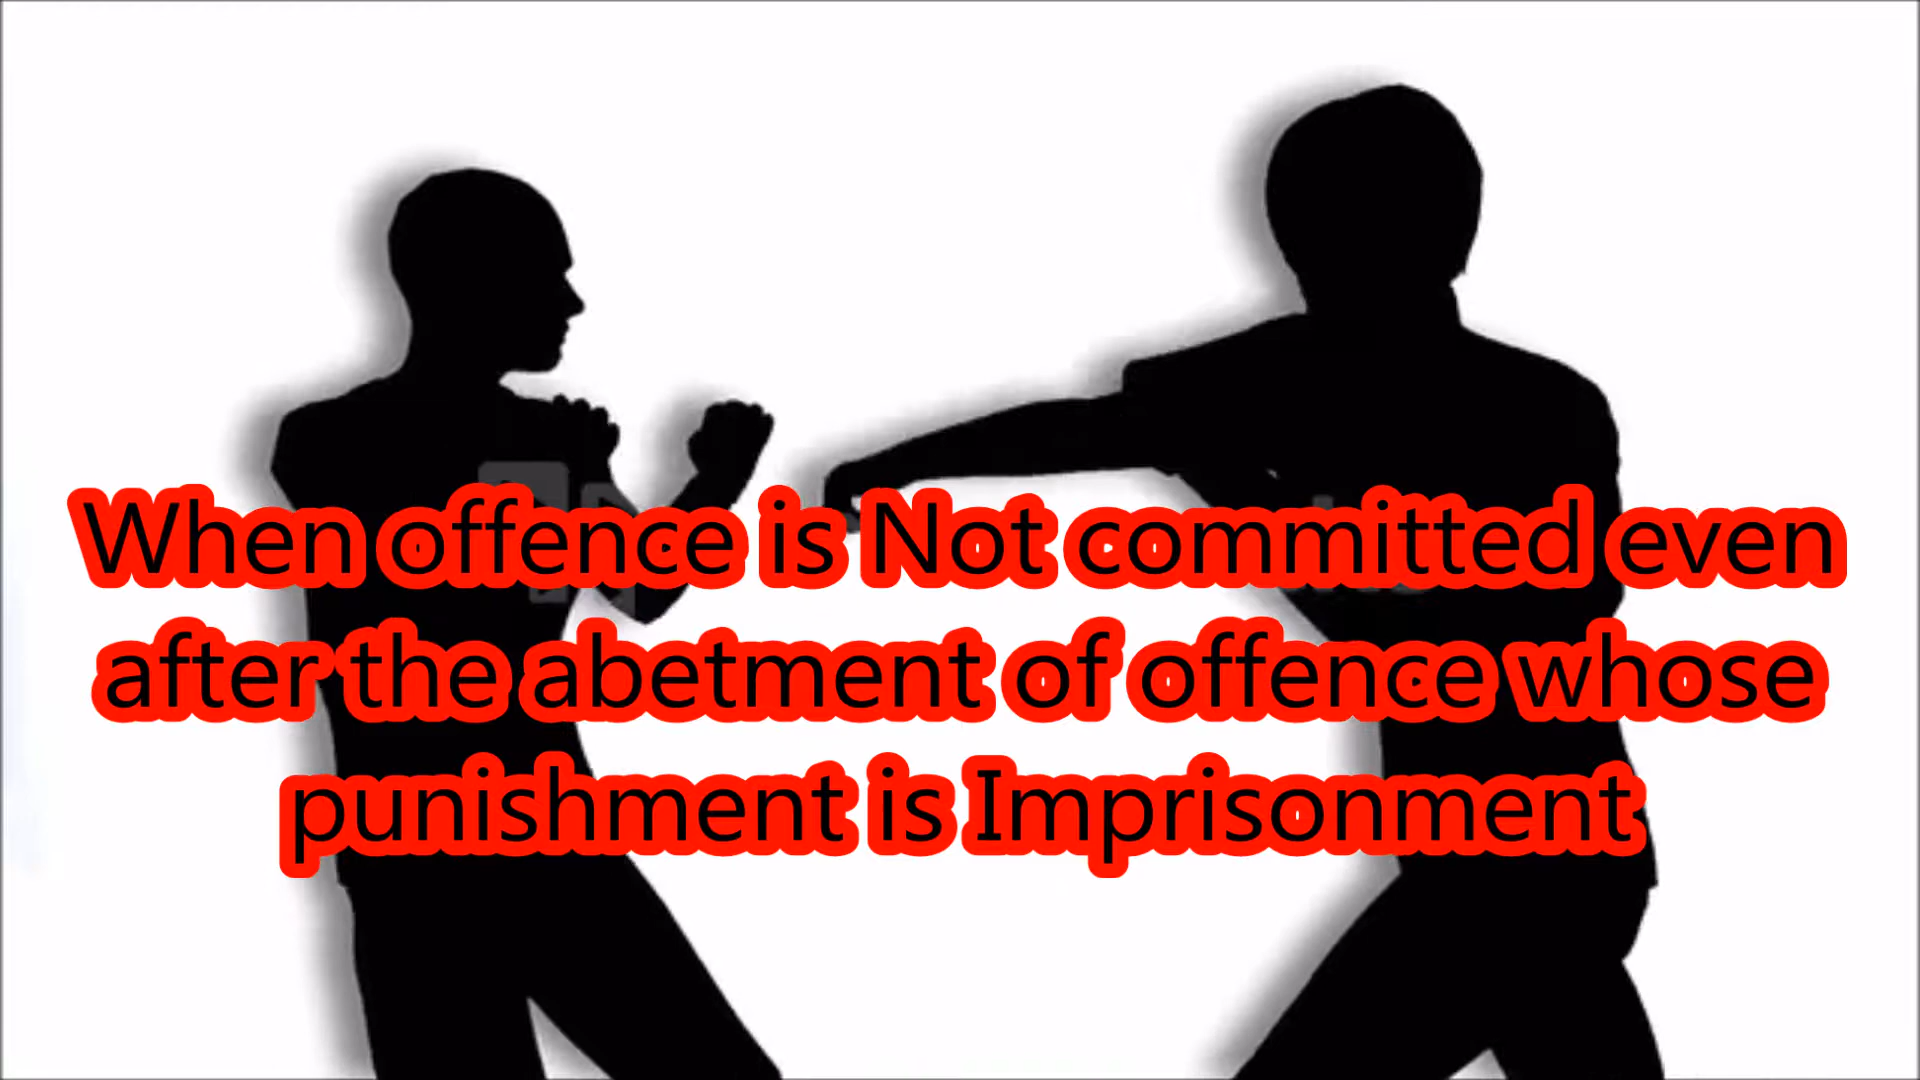 When offence is Not committed even
after the abetment of offence whose
punishment is Imprisonment